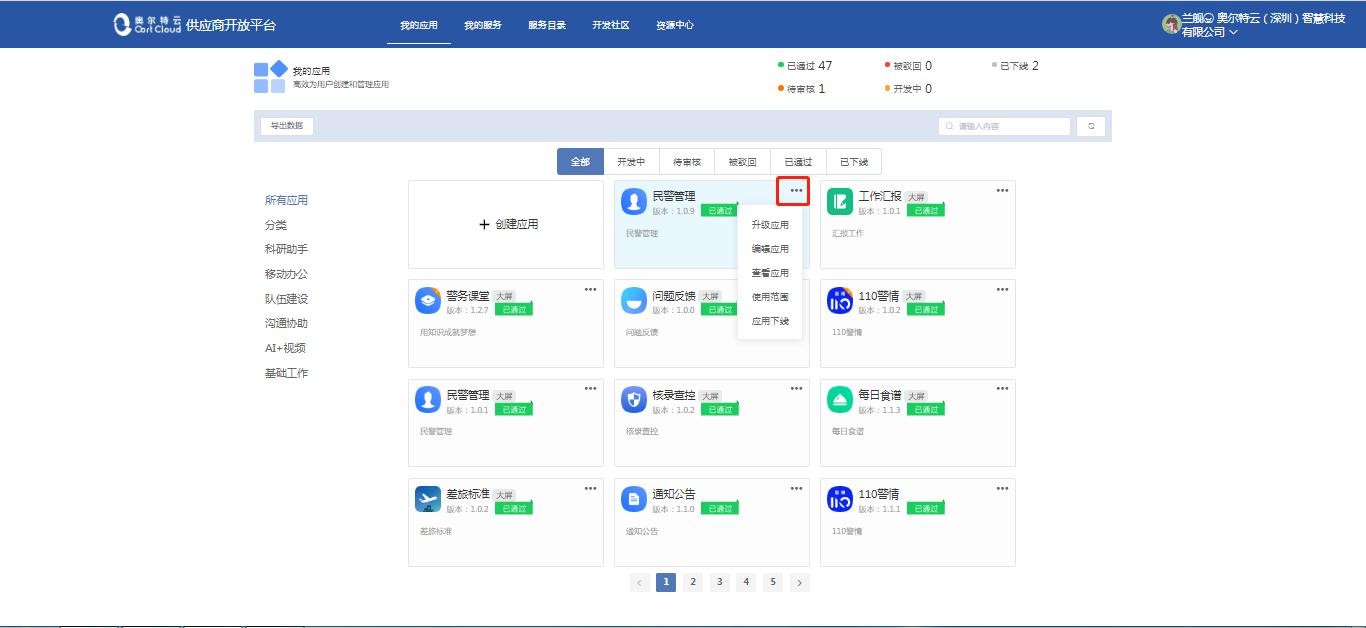 奥尔特云
Oort Cloud
供应商开放平台
我的应用
我的服务
服务目录
开发社区
资源中心
兰舰☺ 奥尔特云（深圳）智慧科技
有限公司
我的应用
高效为用户创建和管理应用
已通过 47
被驳回 0
已下线 2
待审核 1
开发中 0
导出数据
请输入内容
全部
开发中
待审核
被驳回
已通过
已下线
所有应用
分类
科研助手
移动办公
队伍建设
沟通协助
AI+视频
基础工作
+ 创建应用
民警管理
版本：1.0.9 已通过
民警管理
升级应用
编辑应用
查看应用
使用范围
应用下线
工作汇报 大屏
版本：1.0.1 已通过
汇报工作
警务课堂 大屏
版本：1.2.7 已通过
用知识成就梦想
问题反馈 大屏
版本：1.0.0 已通过
问题反馈
110警情 大屏
版本：1.0.2 已通过
110警情
民警管理 大屏
版本：1.0.1 已通过
民警管理
核录查控 大屏
版本：1.0.2 已通过
核录查控
每日食谱 大屏
版本：1.1.3 已通过
每日食谱
差旅标准 大屏
版本：1.0.2 已通过
差旅标准
通知公告
版本：1.1.0 已通过
通知公告
110警情
版本：1.1.1 已通过
110警情
< 1 2 3 4 5 >